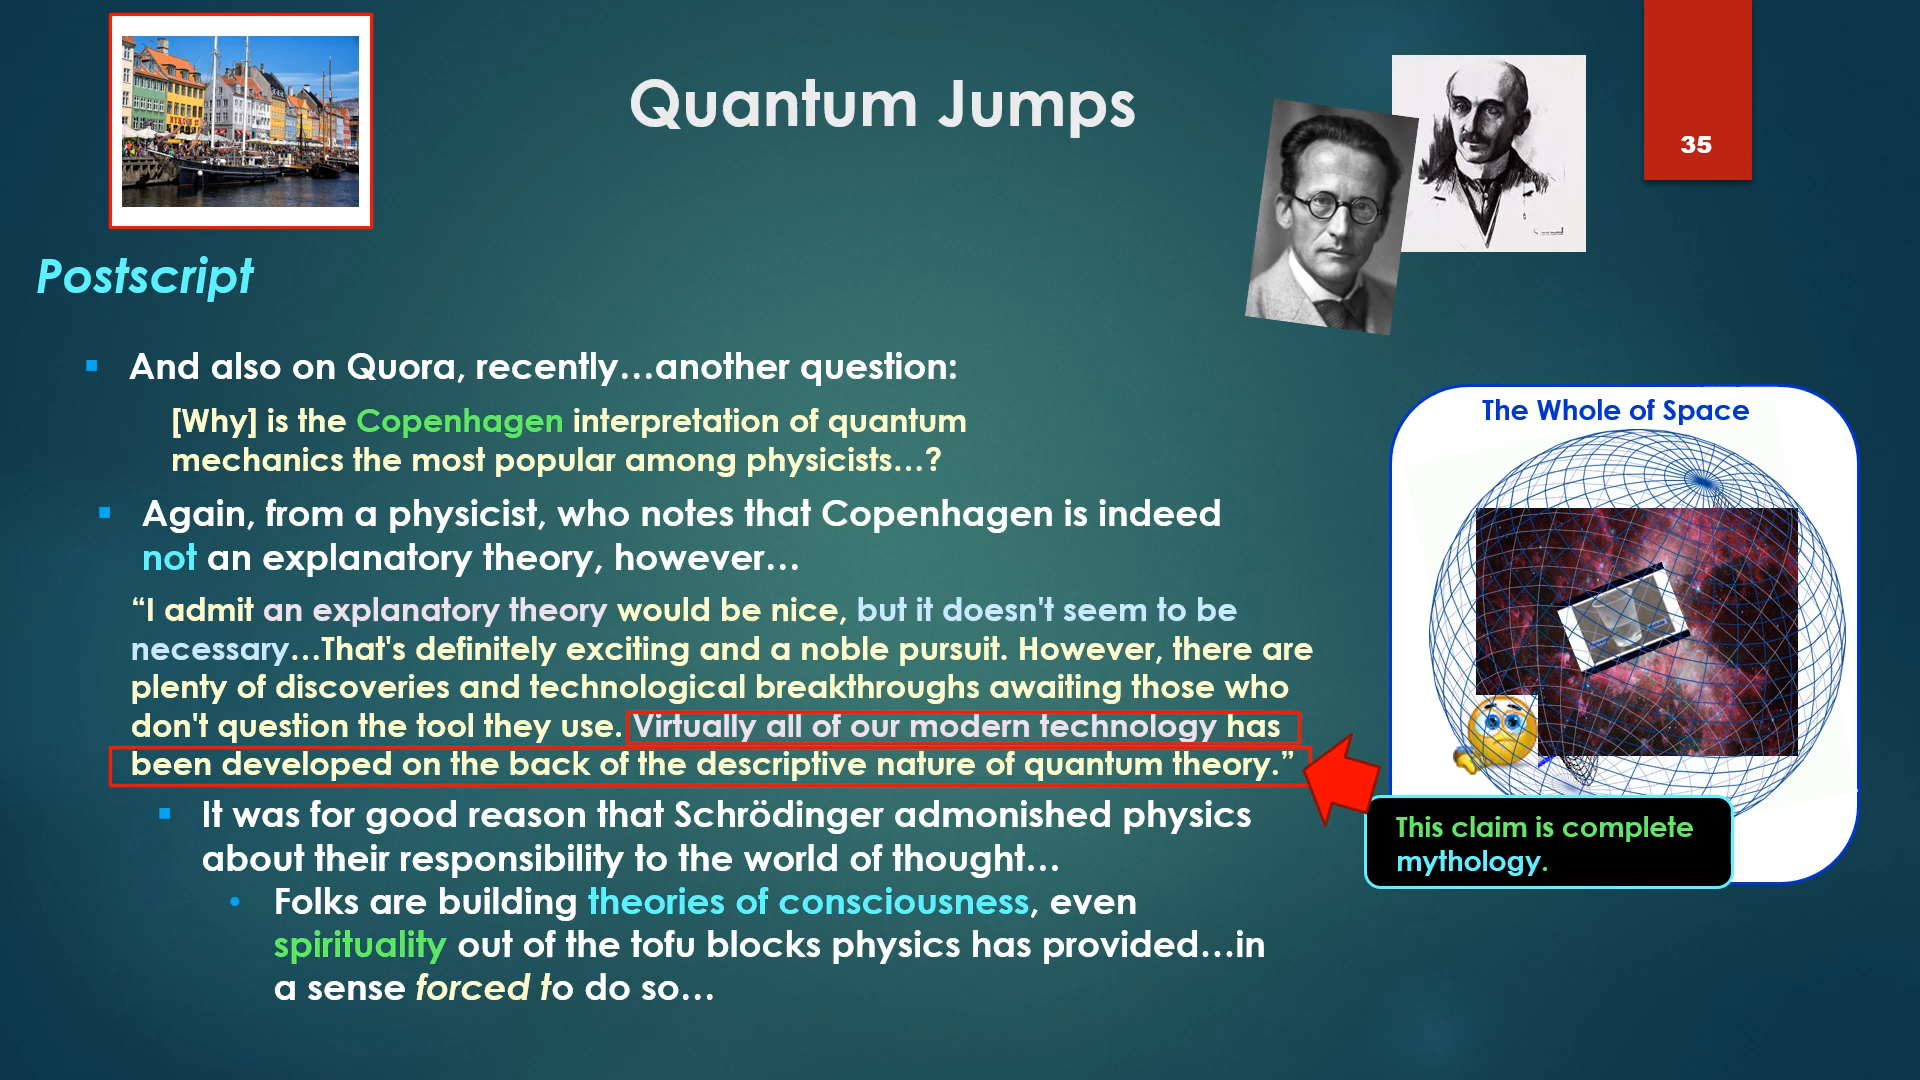 Quantum Jumps
35
Postscript
And also on Quora, recently…another question:
[Why] is the Copenhagen interpretation of quantum
mechanics the most popular among physicists…?
Again, from a physicist, who notes that Copenhagen is indeed
not an explanatory theory, however…
“I admit an explanatory theory would be nice, but it doesn't seem to be
necessary…That's definitely exciting and a noble pursuit. However, there are
plenty of discoveries and technological breakthroughs awaiting those who
don't question the tool they use. Virtually all of our modern technology has
been developed on the back of the descriptive nature of quantum theory.”
It was for good reason that Schrödinger admonished physics
about their responsibility to the world of thought…
Folks are building theories of consciousness, even
spirituality out of the tofu blocks physics has provided…in
a sense forced to do so…
The Whole of Space
This claim is complete
mythology.